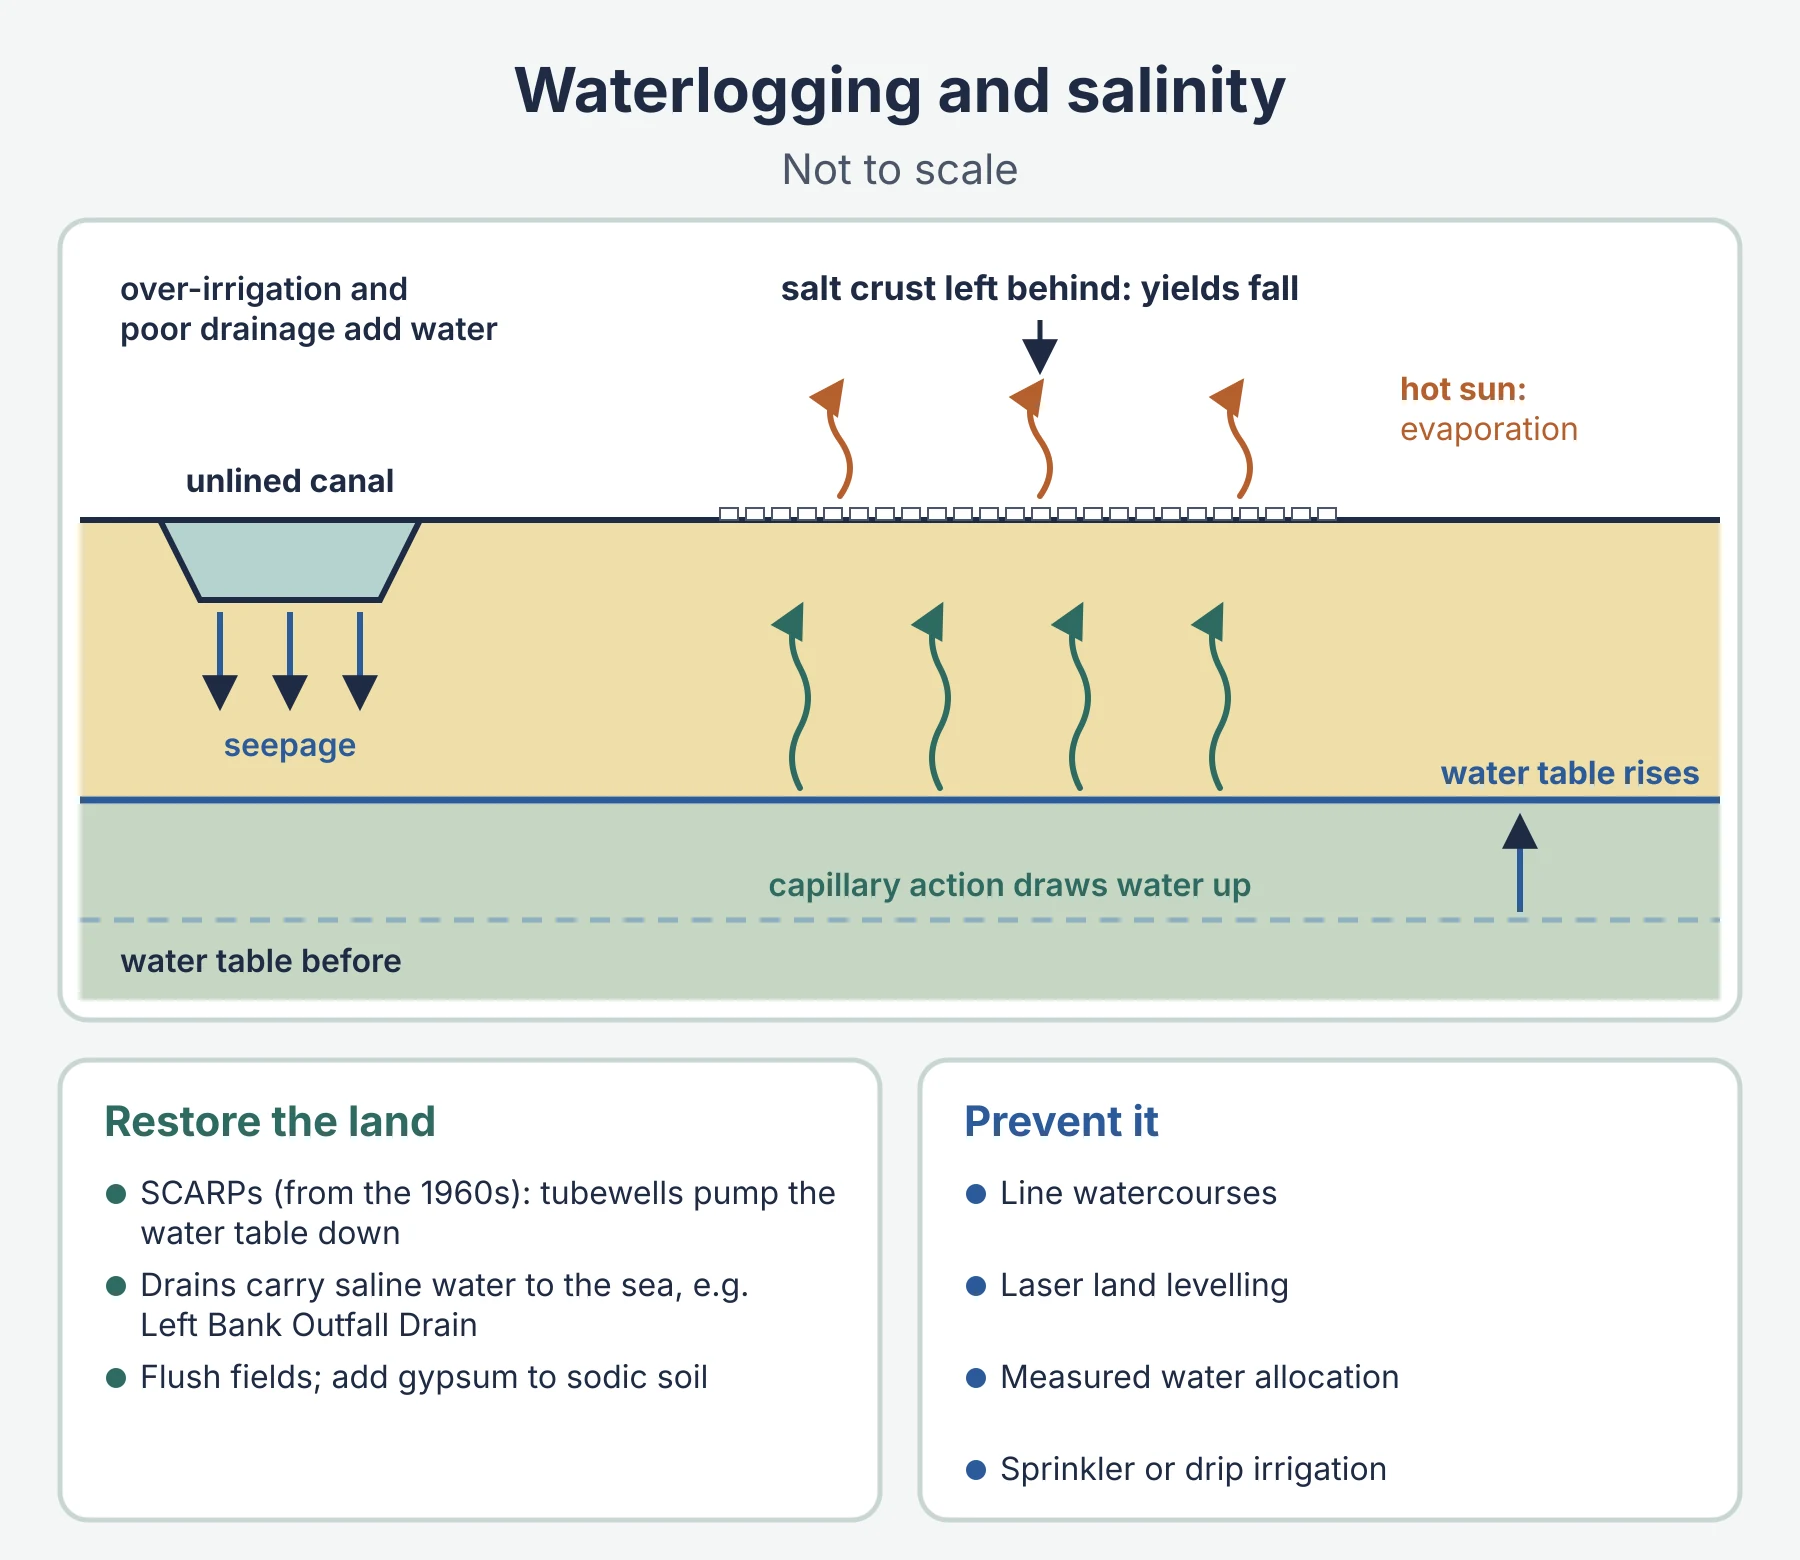 Waterlogging and salinity
Not to scale
over-irrigation and
poor drainage add water
salt crust left behind: yields fall
hot sun:
evaporation
unlined canal
seepage
water table rises
capillary action draws water up
water table before
Restore the land
SCARPs (from the 1960s): tubewells pump the
water table down
Drains carry saline water to the sea, e.g.
Left Bank Outfall Drain
Flush fields; add gypsum to sodic soil
Prevent it
Line watercourses
Laser land levelling
Measured water allocation
Sprinkler or drip irrigation